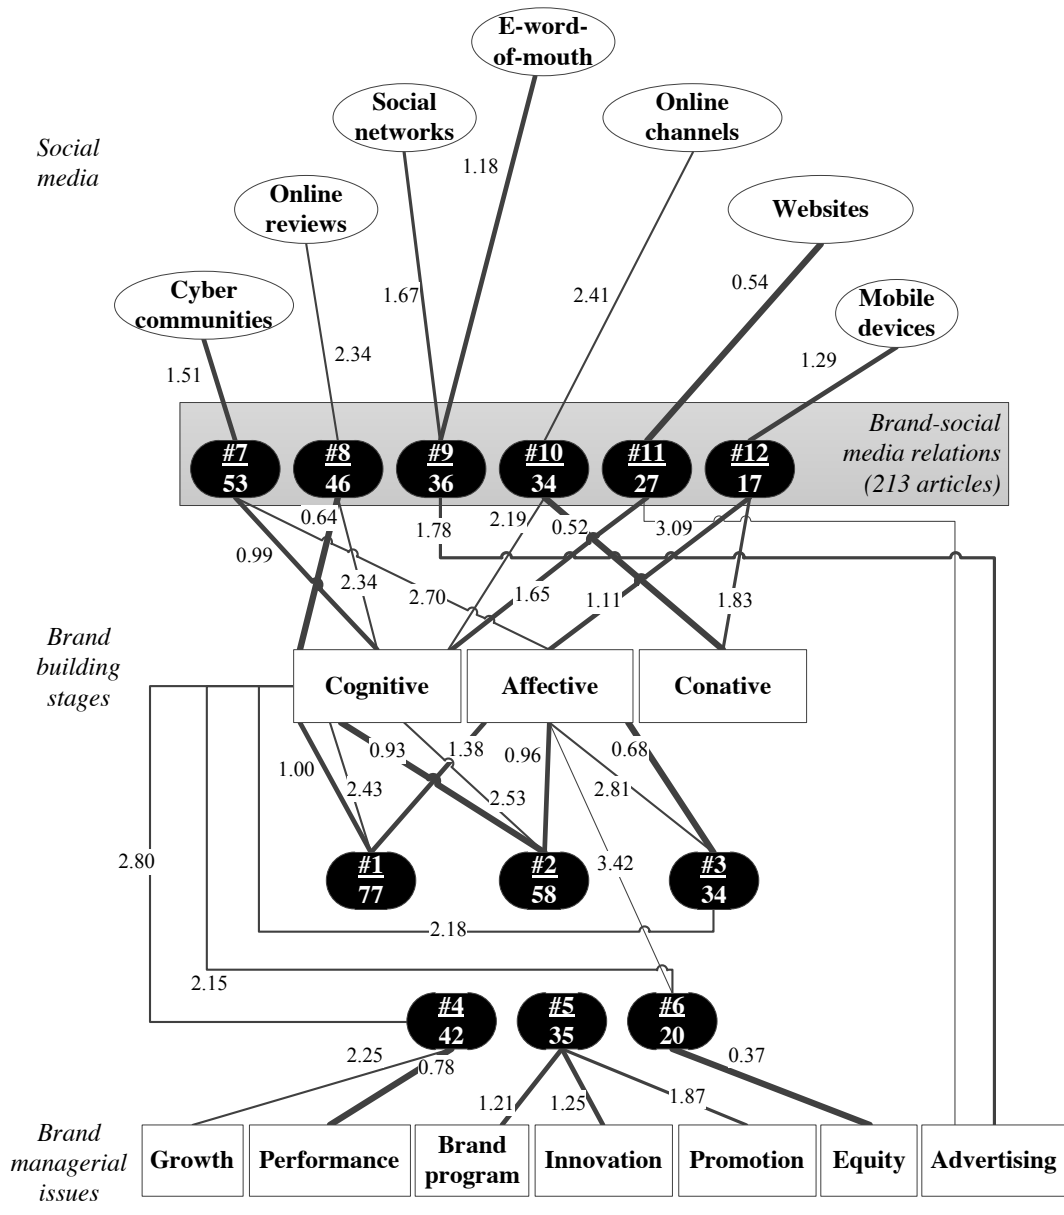 E-word-
of-mouth
Social
networks
Online
channels
1.18
Social
media
Online
reviews
Websites
Cyber
communities
1.67
2.41
0.54
Mobile
devices
2.34
1.51
1.29
Brand-social
media relations
(213 articles)
#7
53
#8
46
#9
36
#10
34
#11
27
#12
17
0.64
1.78
2.19
0.52
3.09
0.99
2.34
2.70
1.65
1.11
1.83
Brand
building
stages
Cognitive
Affective
Conative
0.93
1.38
0.96
0.68
1.00
2.43
2.53
2.81
2.80
3.42
#1
77
#2
58
#3
34
2.18
2.15
#4
42
#5
35
#6
20
2.25
0.78
0.37
1.21
1.25
1.87
Brand
managerial
issues
Growth
Performance
Brand
program
Innovation
Promotion
Equity
Advertising